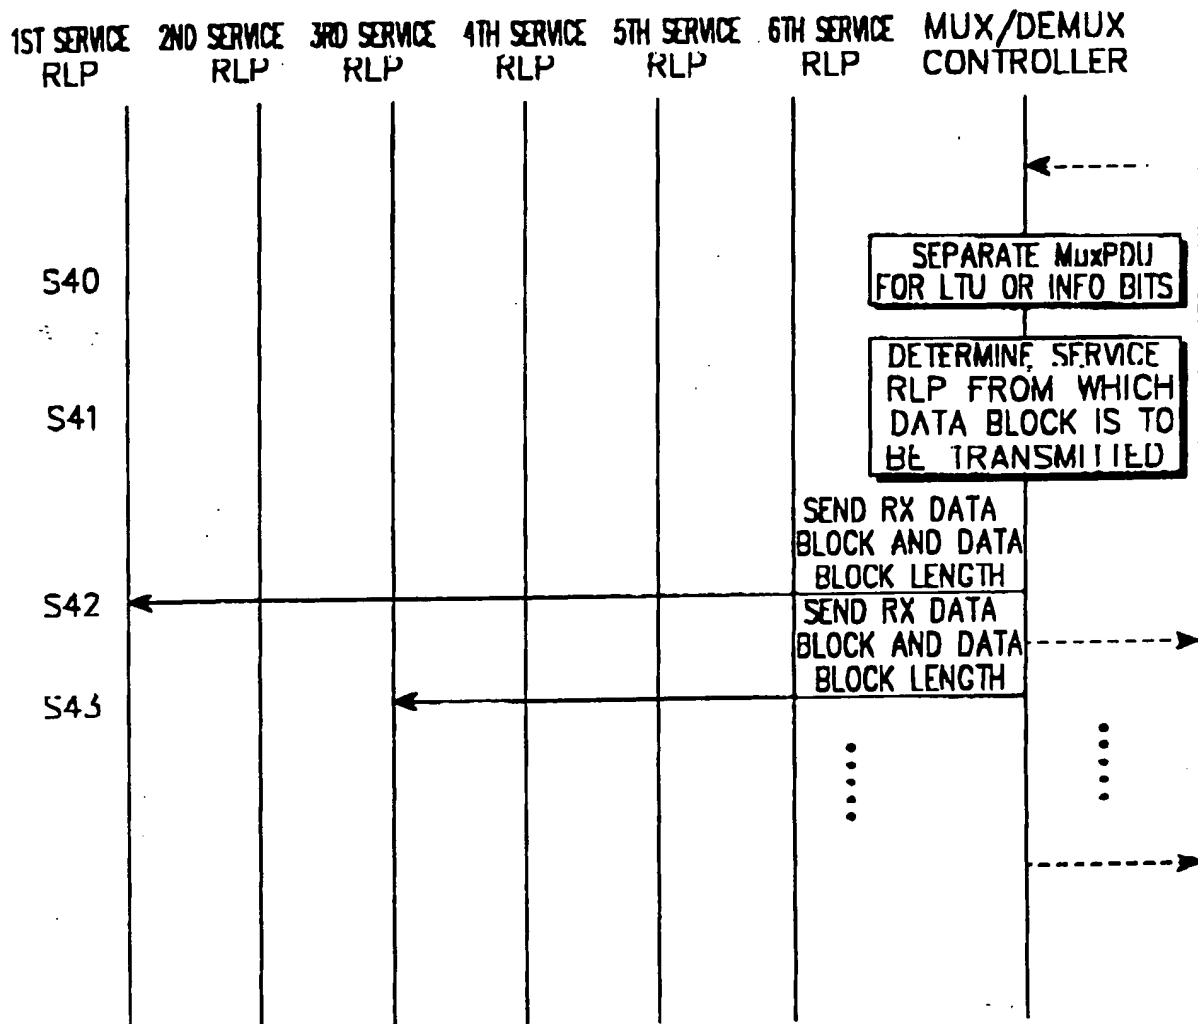 1ST SERVICE RLP
2ND SERVICE RLP
3RD SERVICE RLP
4TH SERVICE RLP
5TH SERVICE RLP
6TH SERVICE RLP
MUX/DEMUX
CONTROLLER
S40
SEPARATE MuxPDU
FOR LTU OR INFO BITS
S41
DETERMINE SERVICE
RLP FROM WHICH
DATA BLOCK IS TO
BE TRANSMITTED
SEND RX DATA
BLOCK AND DATA
BLOCK LENGTH
S42
SEND RX DATA
BLOCK AND DATA
BLOCK LENGTH
S43